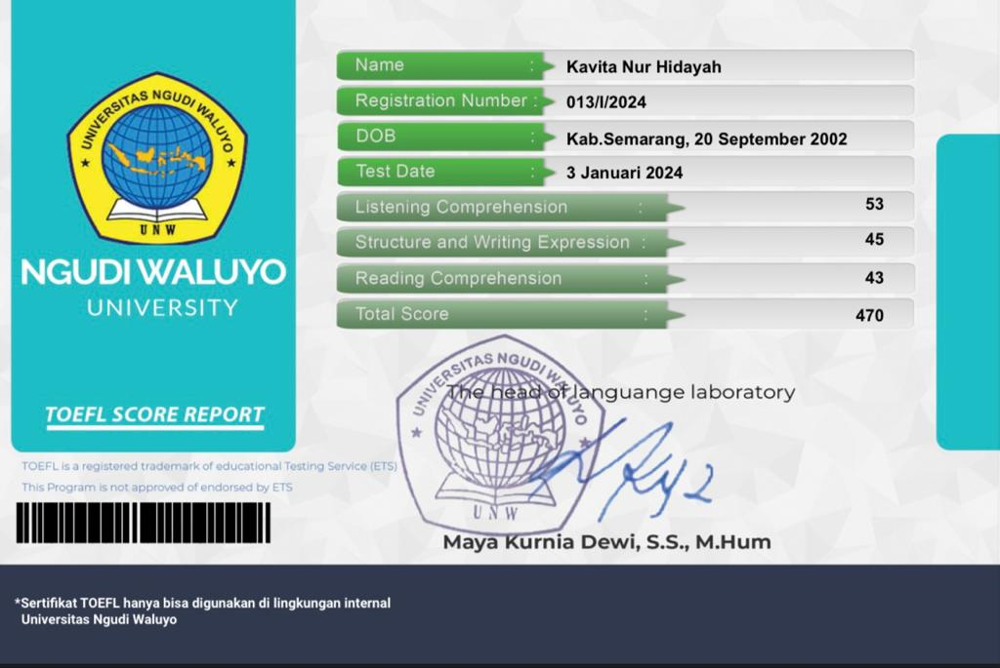 UNIVERSITAS NGUDI WALUYO
UNW
NGUDI WALUYO
UNIVERSITY
TOEFL SCORE REPORT
Name : Kavita Nur Hidayah
Registration Number : 013/I/2024
DOB : Kab.Semarang, 20 September 2002
Test Date : 3 Januari 2024
Listening Comprehension : 53
Structure and Writing Expression : 45
Reading Comprehension : 43
Total Score : 470
TOEFL is a registered trademark of educational Testing Service (ETS)
This Program is not approved of endorsed by ETS
UNIVERSITAS NGUDI WALUYO
The head of languange laboratory
UNW
Maya Kurnia Dewi, S.S., M.Hum
*Sertifikat TOEFL hanya bisa digunakan di lingkungan internal
Universitas Ngudi Waluyo